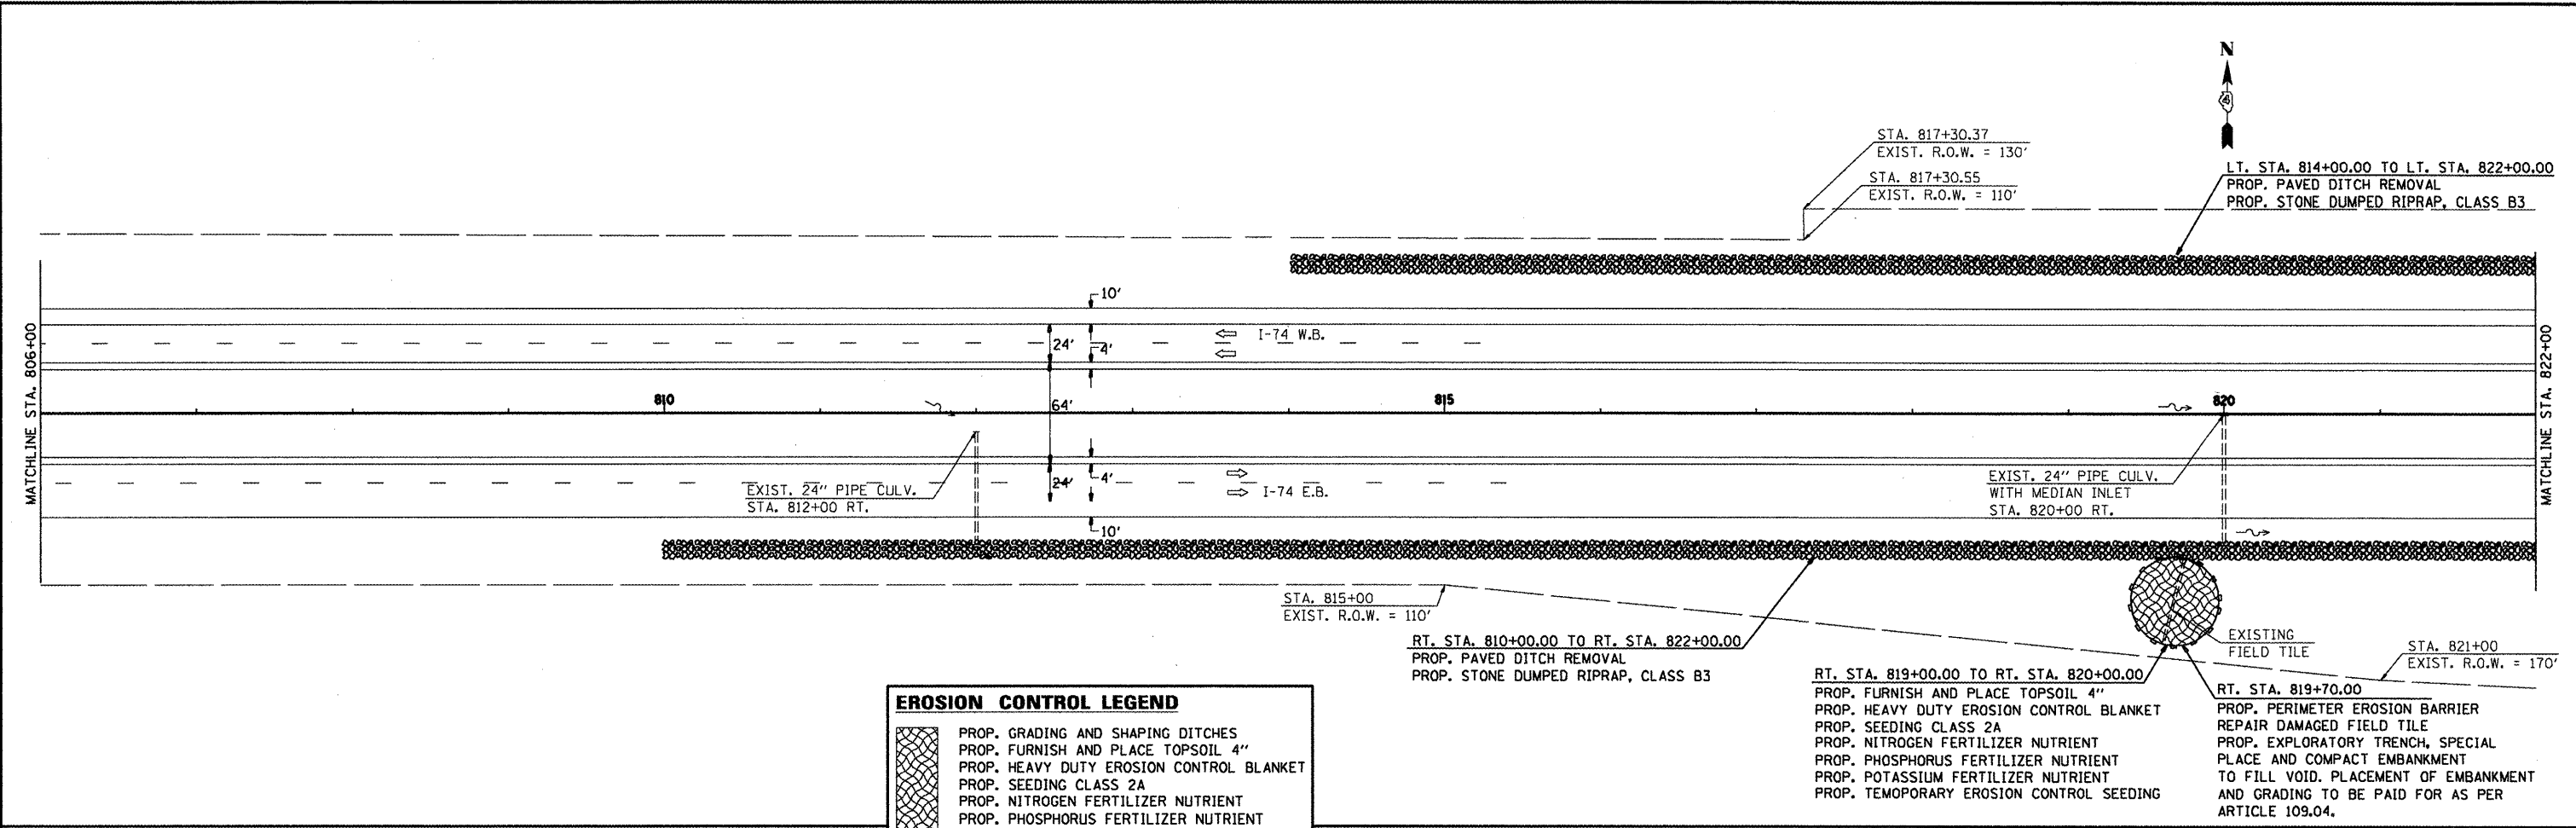 N
4
STA. 817+30.37
EXIST. R.O.W. = 130'
STA. 817+30.55
EXIST. R.O.W. = 110'
LT. STA. 814+00.00 TO LT. STA. 822+00.00
PROP. PAVED DITCH REMOVAL
PROP. STONE DUMPED RIPRAP, CLASS B3
MATCHLINE STA. 806+00
10'
24'
4'
I-74 W.B.
810
64'
815
820
24'
4'
I-74 E.B.
10'
EXIST. 24" PIPE CULV.
STA. 812+00 RT.
EXIST. 24" PIPE CULV.
WITH MEDIAN INLET
STA. 820+00 RT.
MATCHLINE STA. 822+00
STA. 815+00
EXIST. R.O.W. = 110'
RT. STA. 810+00.00 TO RT. STA. 822+00.00
PROP. PAVED DITCH REMOVAL
PROP. STONE DUMPED RIPRAP, CLASS B3
EXISTING
FIELD TILE
STA. 821+00
EXIST. R.O.W. = 170'
RT. STA. 819+00.00 TO RT. STA. 820+00.00
PROP. FURNISH AND PLACE TOPSOIL 4"
PROP. HEAVY DUTY EROSION CONTROL BLANKET
PROP. SEEDING CLASS 2A
PROP. NITROGEN FERTILIZER NUTRIENT
PROP. PHOSPHORUS FERTILIZER NUTRIENT
PROP. POTASSIUM FERTILIZER NUTRIENT
PROP. TEMOPORARY EROSION CONTROL SEEDING
RT. STA. 819+70.00
PROP. PERIMETER EROSION BARRIER
REPAIR DAMAGED FIELD TILE
PROP. EXPLORATORY TRENCH, SPECIAL
PLACE AND COMPACT EMBANKMENT
TO FILL VOID. PLACEMENT OF EMBANKMENT
AND GRADING TO BE PAID FOR AS PER
ARTICLE 109.04.
EROSION CONTROL LEGEND
PROP. GRADING AND SHAPING DITCHES
PROP. FURNISH AND PLACE TOPSOIL 4"
PROP. HEAVY DUTY EROSION CONTROL BLANKET
PROP. SEEDING CLASS 2A
PROP. NITROGEN FERTILIZER NUTRIENT
PROP. PHOSPHORUS FERTILIZER NUTRIENT